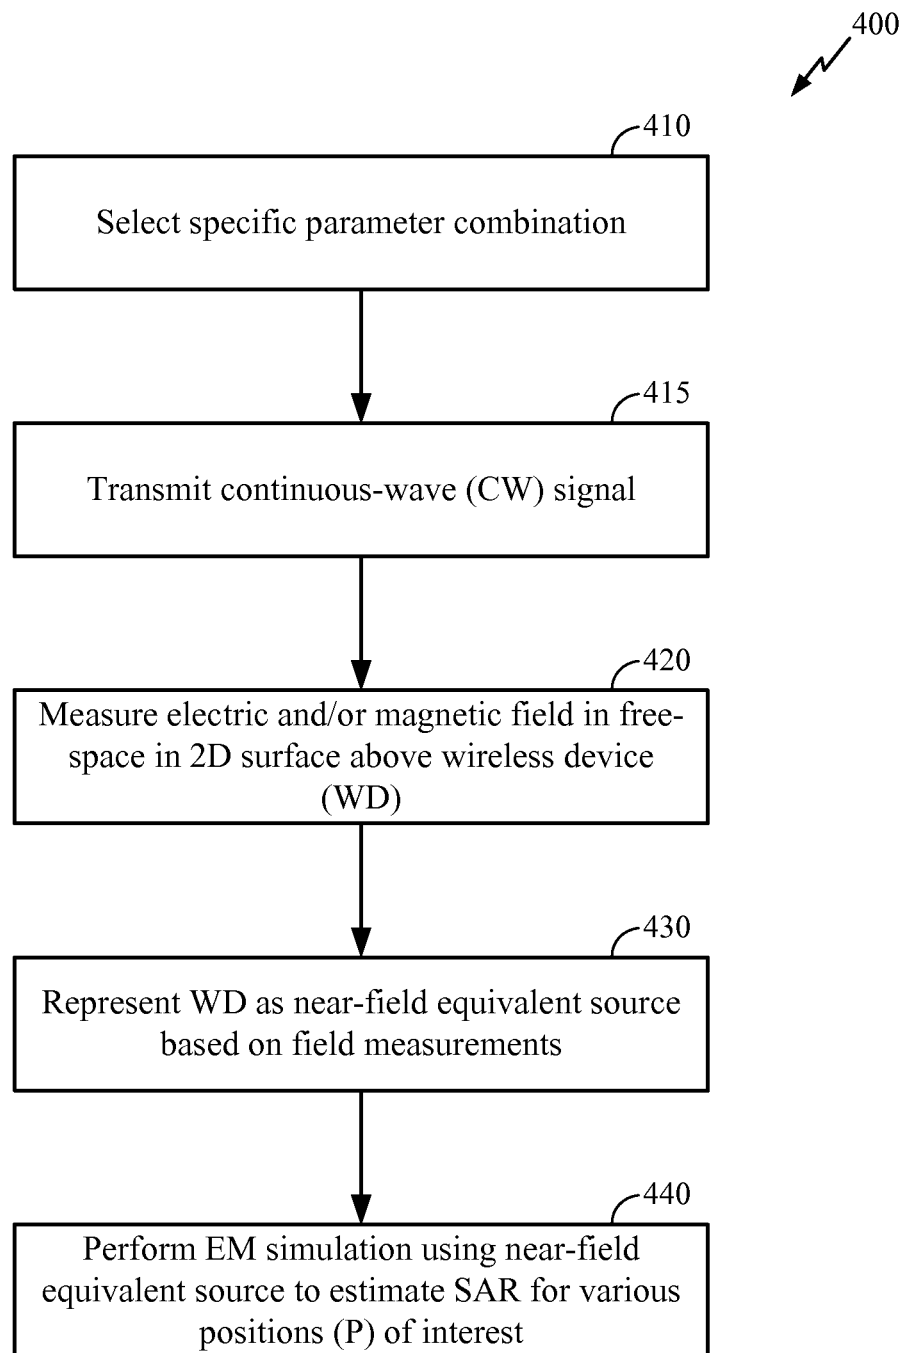 400
410
Select specific parameter combination
415
Transmit continuous-wave (CW) signal
420
Measure electric and/or magnetic field in free-
space in 2D surface above wireless device
(WD)
430
Represent WD as near-field equivalent source
based on field measurements
440
Perform EM simulation using near-field
equivalent source to estimate SAR for various
positions (P) of interest